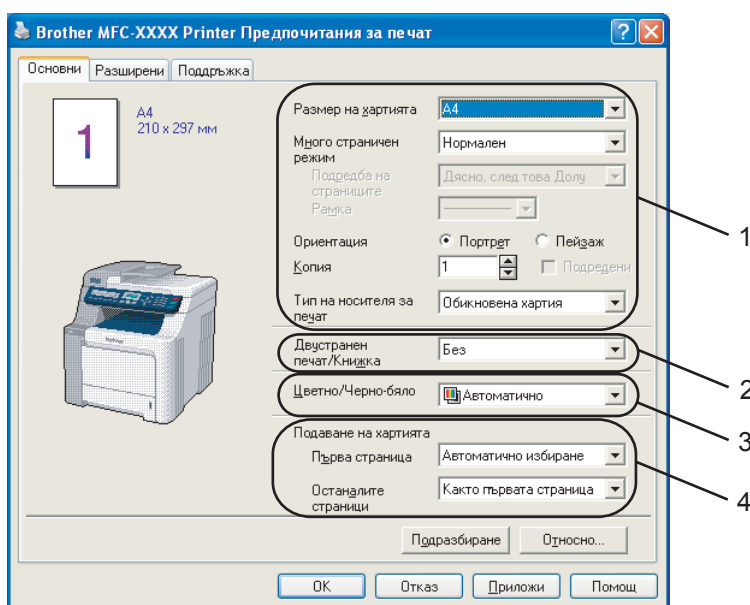 Brother MFC-XXXX Printer Предпочитания за печат
Основни Разширени Поддръжка
1
A4
210 x 297 мм
Размер на хартията A4
Много страничен режим Нормален
Подредба на страниците Дясно, след това Долу
Рамка
Ориентация Портрет Пейзаж
Копия 1 Подредени
Тип на носителя за печат Обикновена хартия
1
Двустранен печат/Книжка Без
2
Цветно/Черно-бяло Автоматично
3
Подаване на хартията
Първа страница Автоматично избиране
Останалите страници Както първата страница
4
Подразбиране Относно...
OK Отказ Приложи Помощ